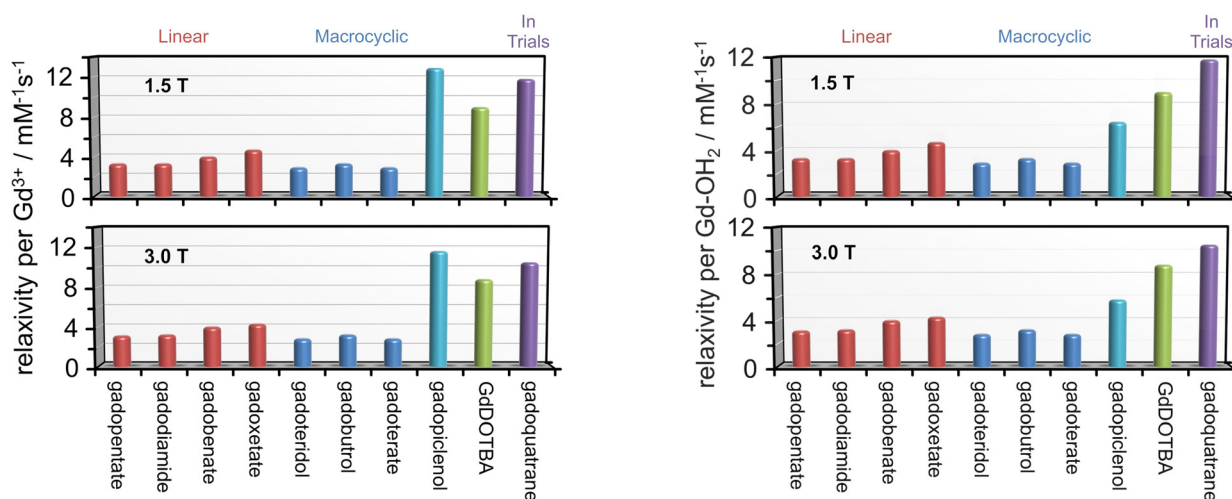 Linear
Macrocyclic
In
Trials
relaxivity per Gd³⁺ / mM⁻¹s⁻¹
12
8
4
0
1.5 T
12
8
4
0
3.0 T
gadopentate
gadodiamide
gadobenate
gadoxetate
gadoteridol
gadobutrol
gadoterate
gadopiclenol
GdDOTBA
gadoquatrane
Linear
Macrocyclic
In
Trials
relaxivity per Gd-OH₂ / mM⁻¹s⁻¹
12
8
4
0
1.5 T
12
8
4
0
3.0 T
gadopentate
gadodiamide
gadobenate
gadoxetate
gadoteridol
gadobutrol
gadoterate
gadopiclenol
GdDOTBA
gadoquatrane